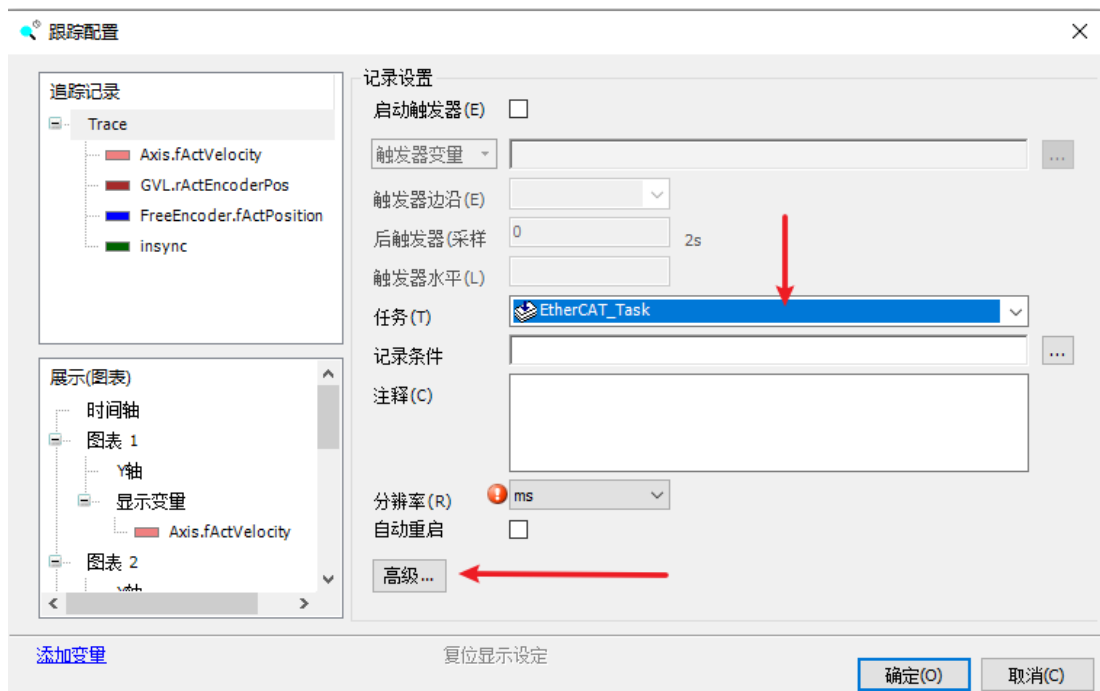 跟踪配置
追踪记录
Trace
Axis.fActVelocity
GVL.rActEncoderPos
FreeEncoder.fActPosition
insync
展示(图表)
时间轴
图表 1
Y轴
显示变量
Axis.fActVelocity
图表 2
Y轴
添加变量
记录设置
启动触发器(E)
触发器变量
...
触发器边沿(E)
后触发器(采样
0
2s
触发器水平(L)
任务(T)
EtherCAT_Task
记录条件
...
注释(C)
分辨率(R)
ms
自动重启
高级...
复位显示设定
确定(O)
取消(C)